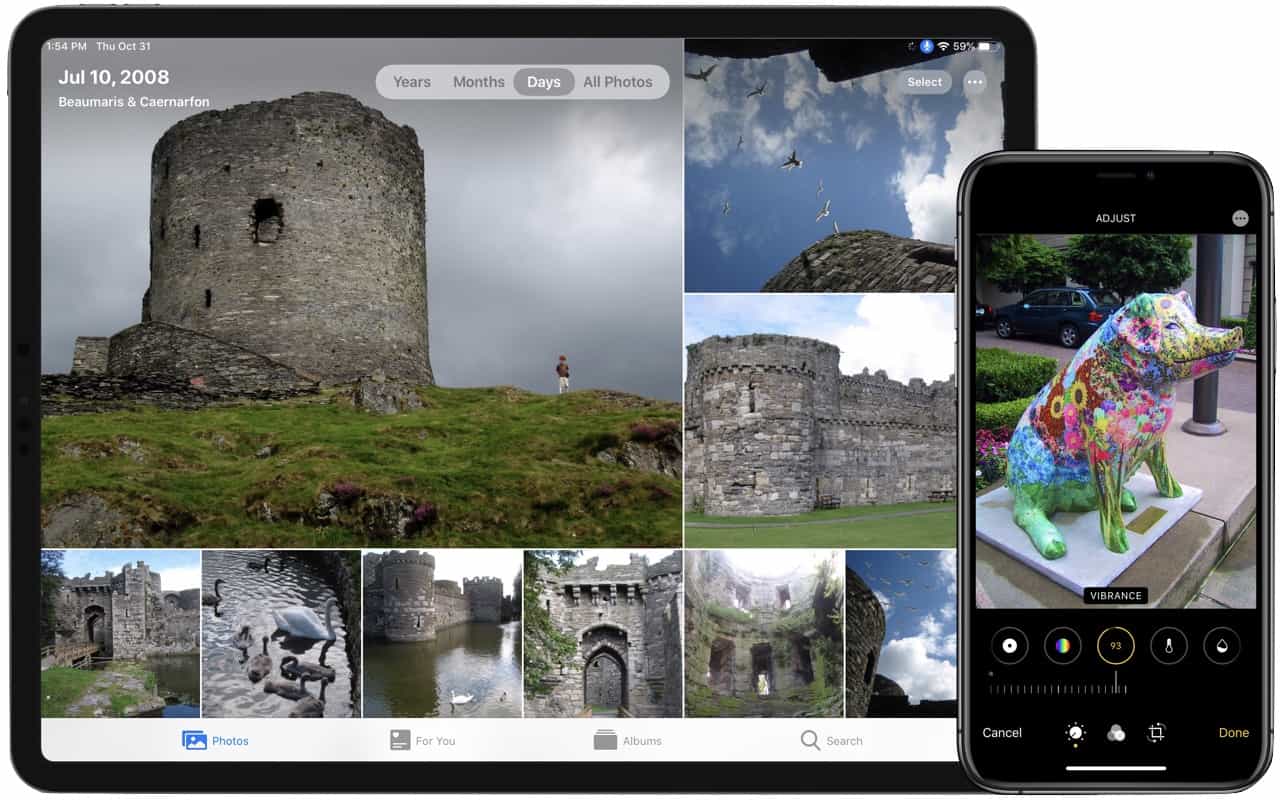 1:54 PM Thu Oct 31
59%
Jul 10, 2008
Beaumaris & Caernarfon
Years Months Days All Photos
Select
Photos
For You
Albums
Search
ADJUST
VIBRANCE
93
Cancel
Done